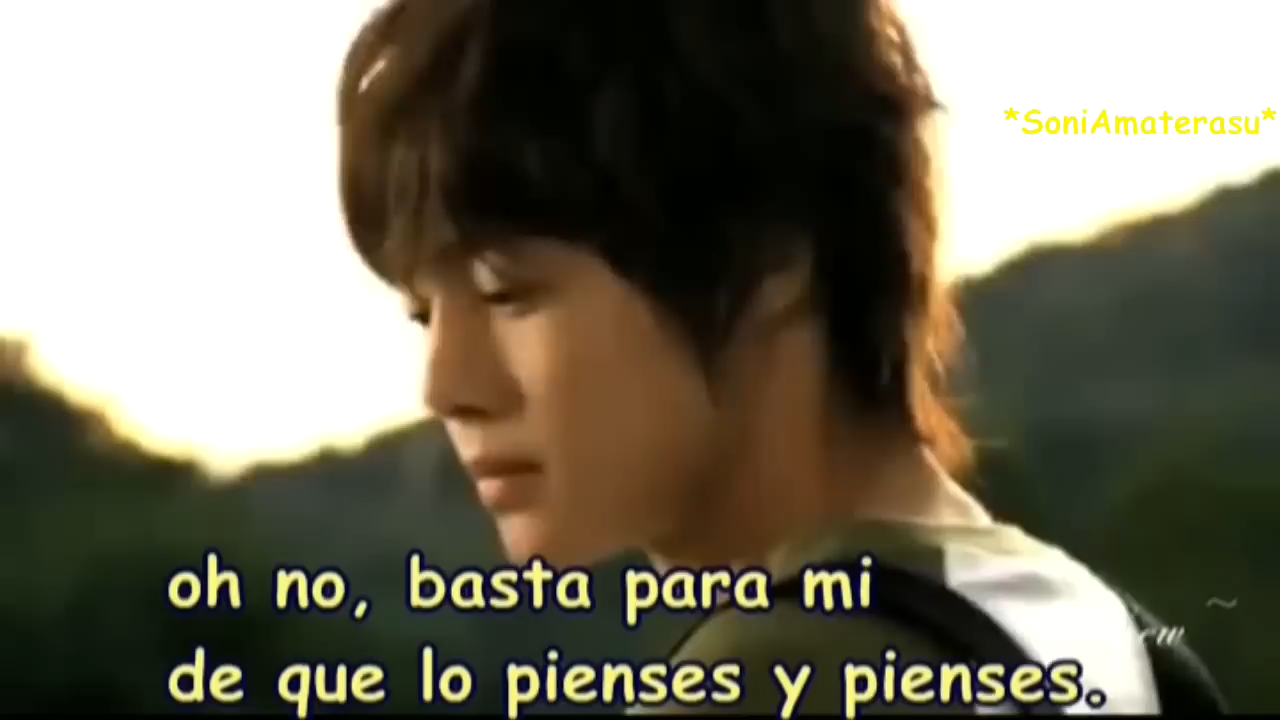 *SoniAmaterasu*
oh no, basta para mi
de que lo pienses y pienses.